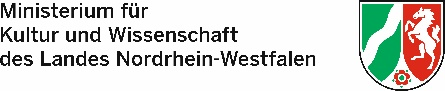 Ministerium für
Kultur und Wissenschaft
des Landes Nordrhein-Westfalen